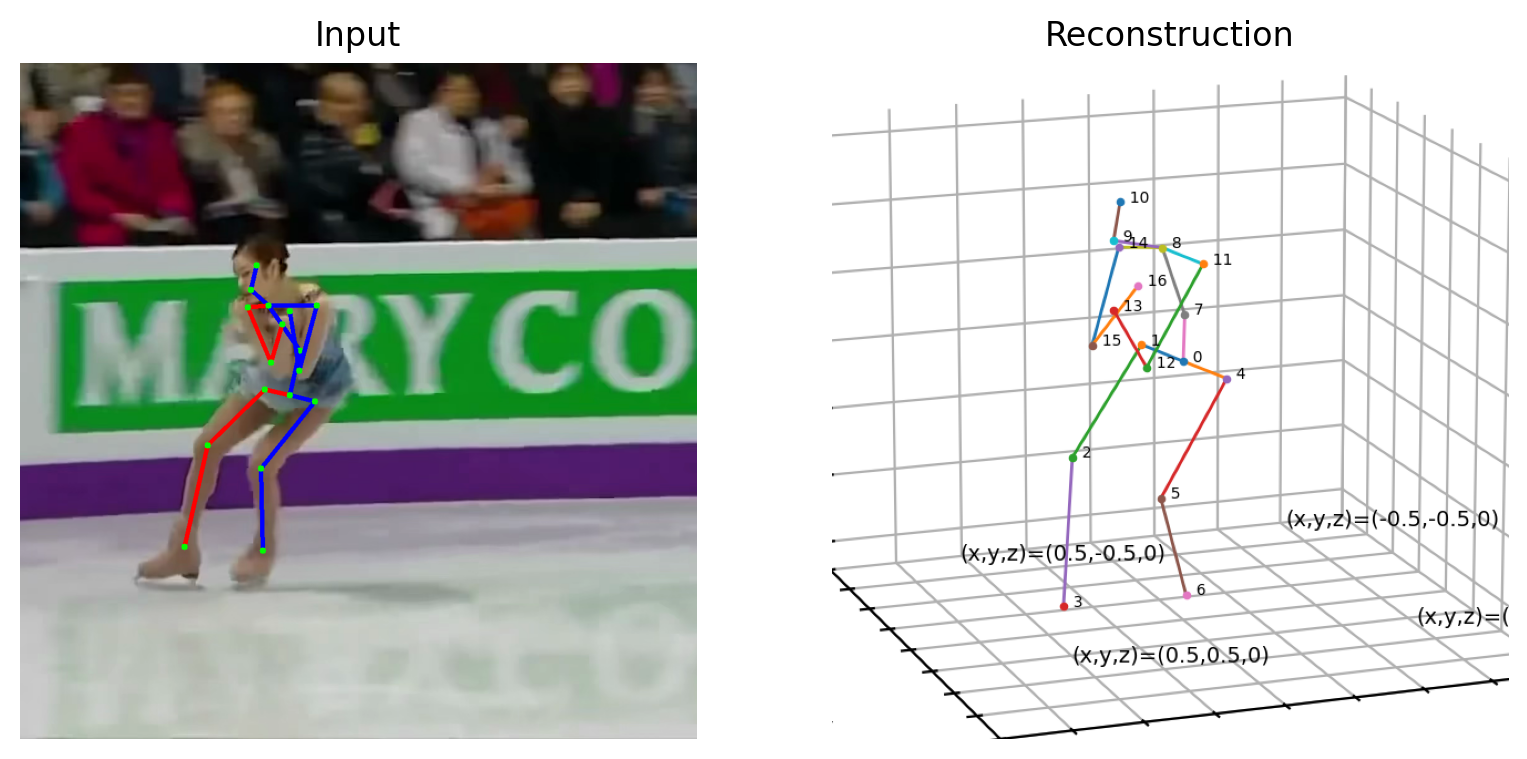 Input
Reconstruction
MARY CO
10
9
14
8
11
16
13
7
15
1
12
0
4
2
5
(x,y,z)=(-0.5,-0.5,0)
(x,y,z)=(0.5,-0.5,0)
3
6
(x,y,z)=(
(x,y,z)=(0.5,0.5,0)